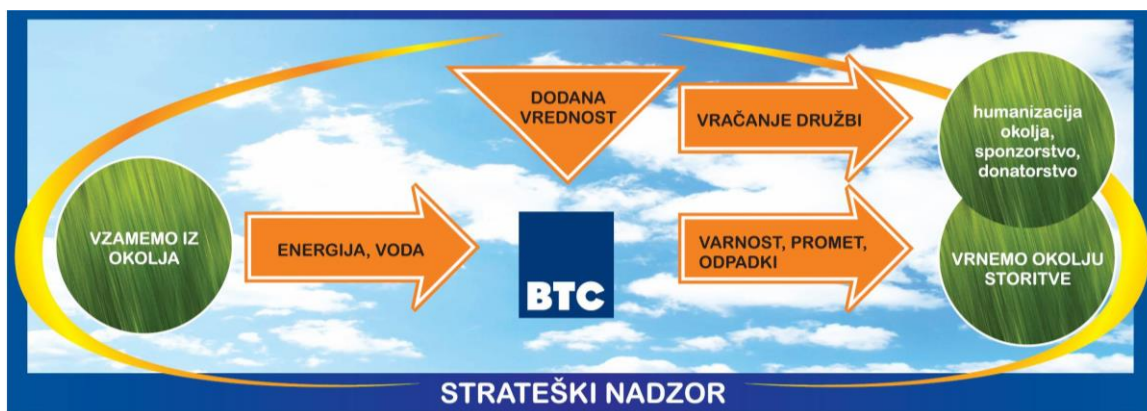 VZAMEMO IZ
OKOLJA
ENERGIJA, VODA
DODANA
VREDNOST
BTC
VRAČANJE DRUŽBI
VARNOST, PROMET,
ODPADKI
humanizacija
okolja,
sponzorstvo,
donatorstvo
VRNEMO OKOLJU
STORITVE
STRATEŠKI NADZOR